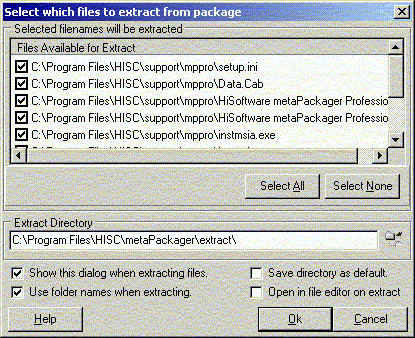 Select which files to extract from package
Selected filenames will be extracted
Files Available for Extract
C:\Program Files\HISC\support\mppro\setup.ini
C:\Program Files\HISC\support\mppro\Data.Cab
C:\Program Files\HISC\support\mppro\HiSoftware metaPackager Professio
C:\Program Files\HISC\support\mppro\HiSoftware metaPackager Professio
C:\Program Files\HISC\support\mppro\instmsia.exe
Select All Select None
Extract Directory
C:\Program Files\HISC\metaPackager\extract\
Show this dialog when extracting files. Save directory as default.
Use folder names when extracting. Open in file editor on extract
Help Ok Cancel